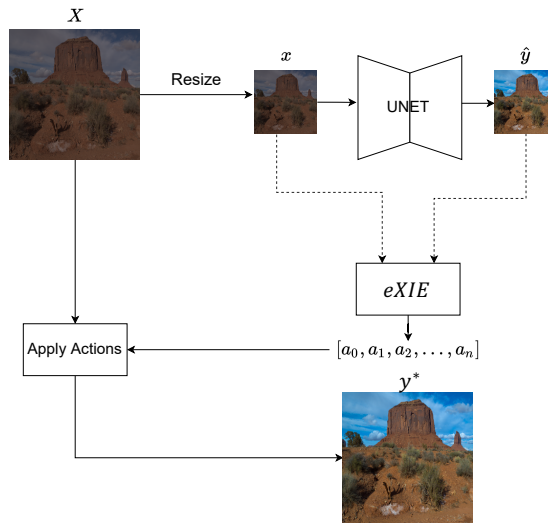 X
Resize
x
UNET
ŷ
eXIE
[a₀, a₁, a₂, . . . , aₙ]
Apply Actions
y*